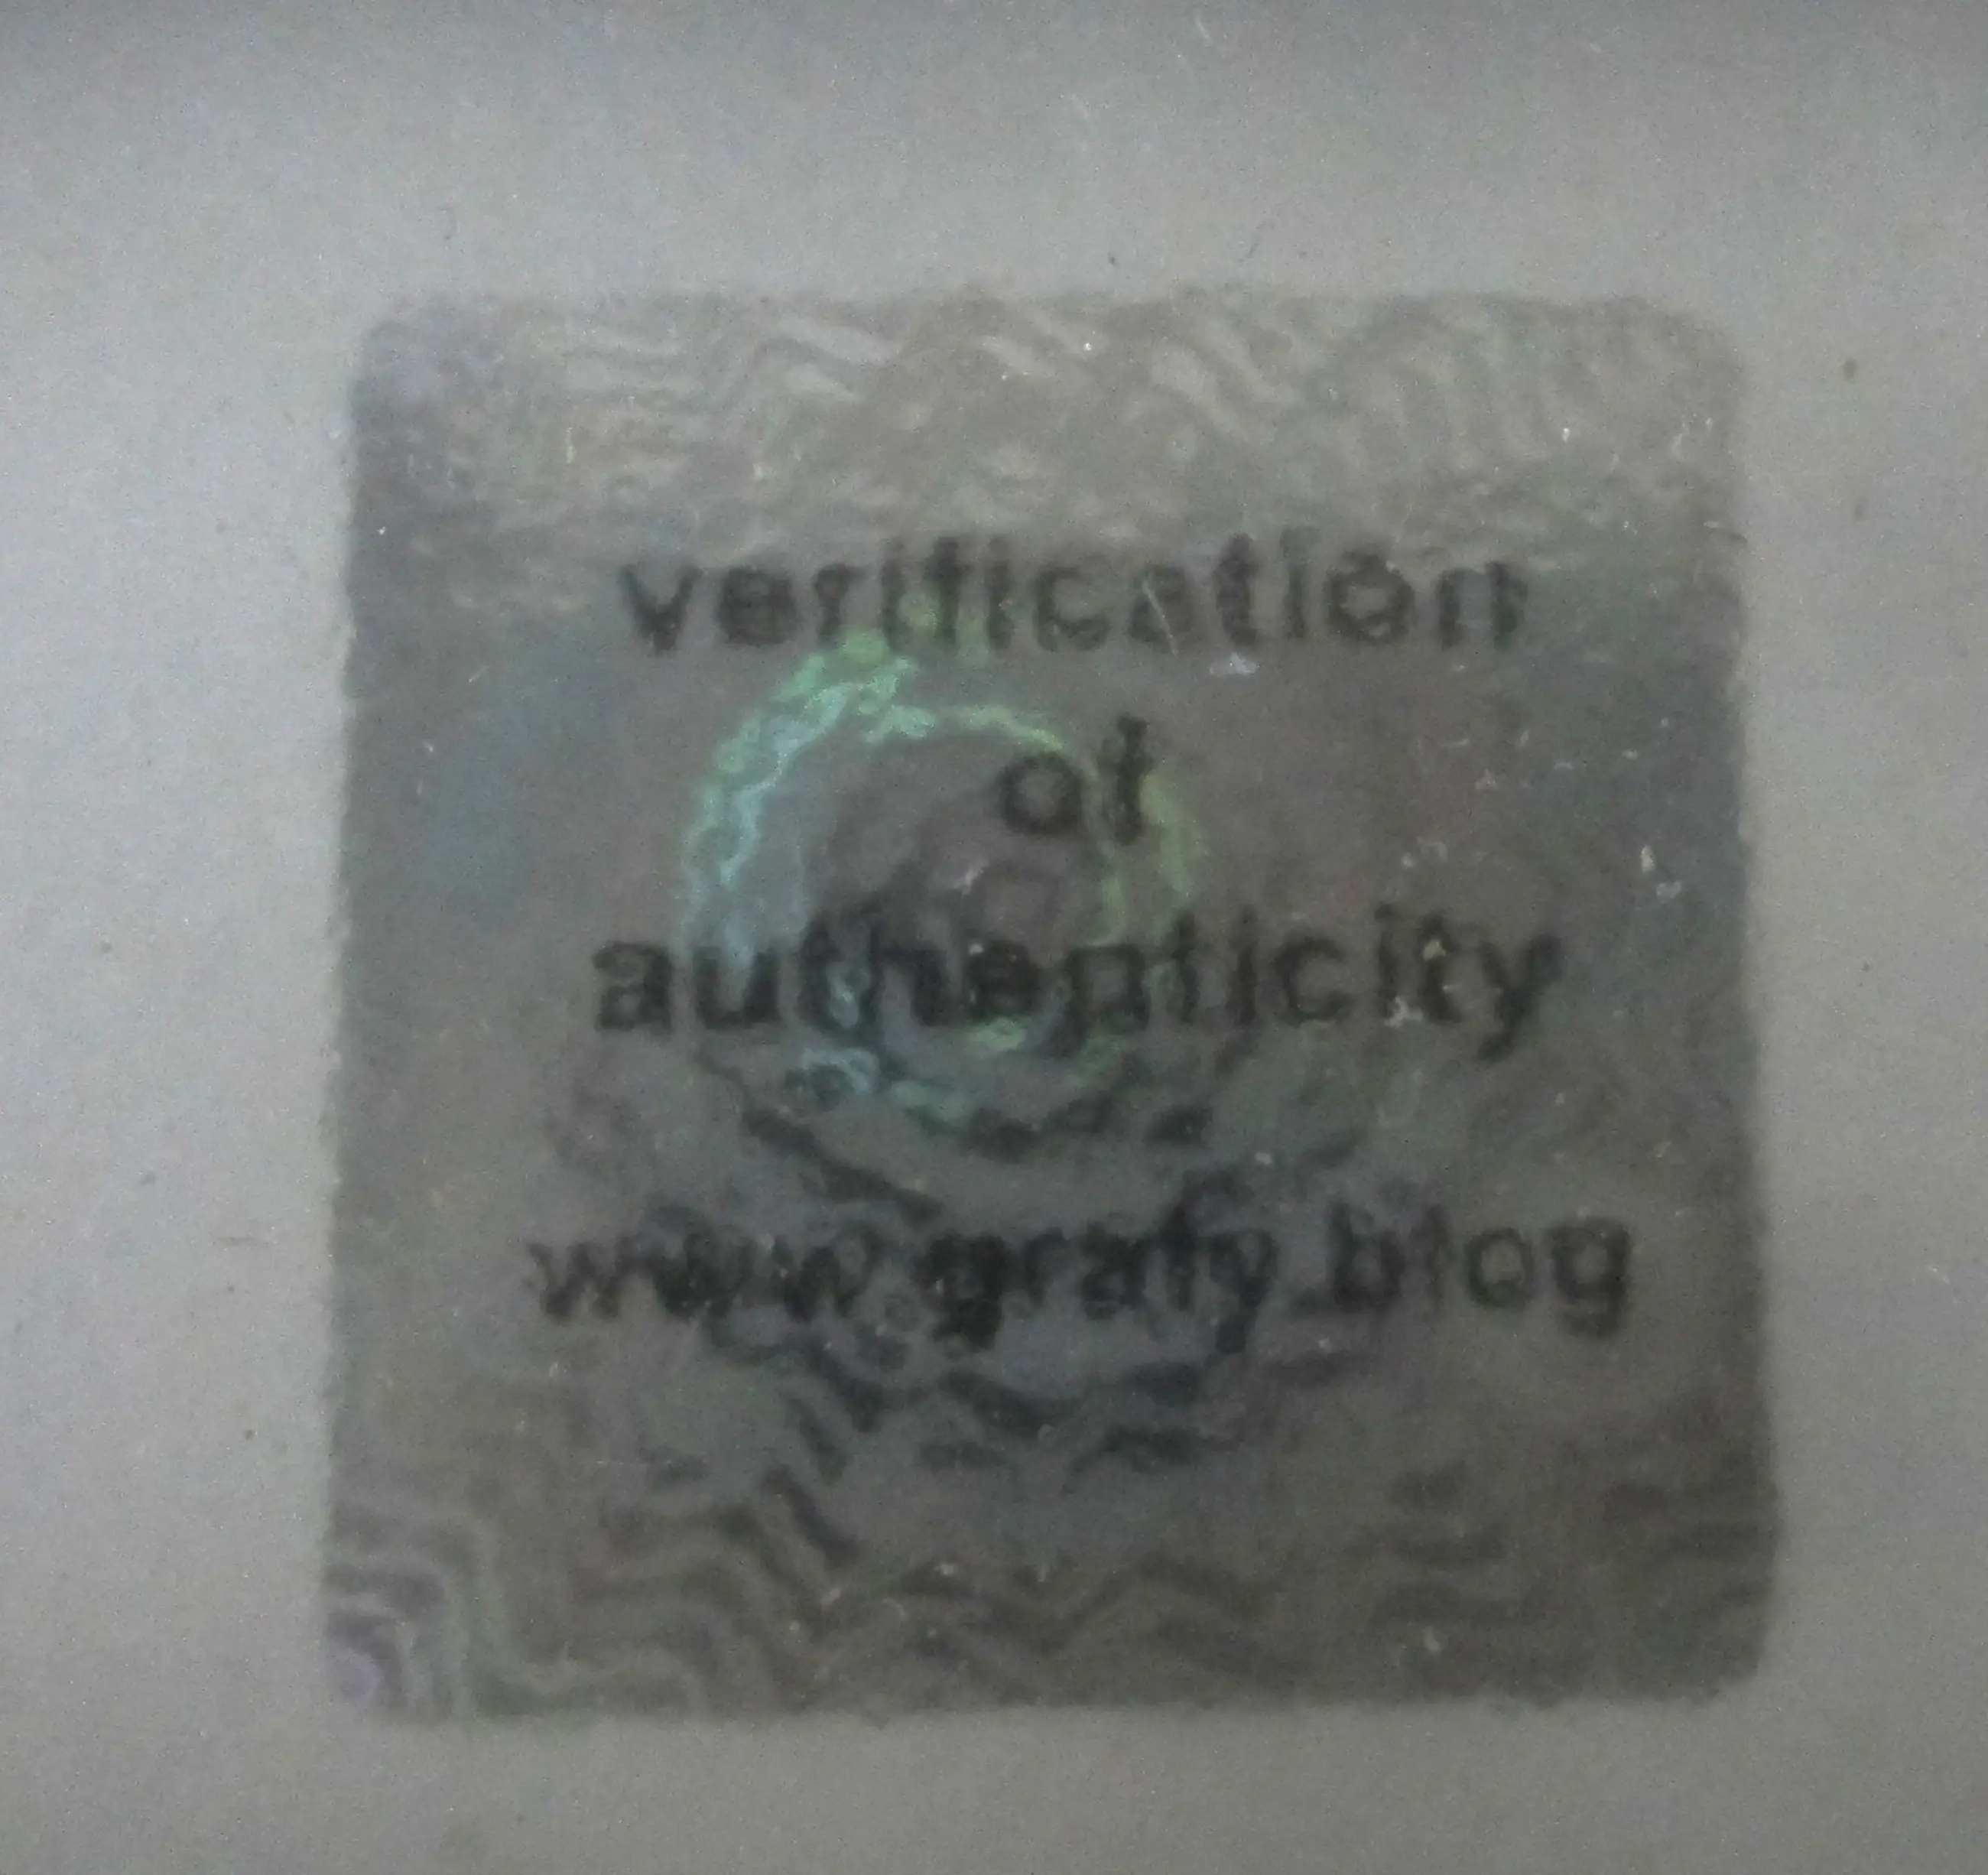 verification
of
authenticity
www.grafy.blog